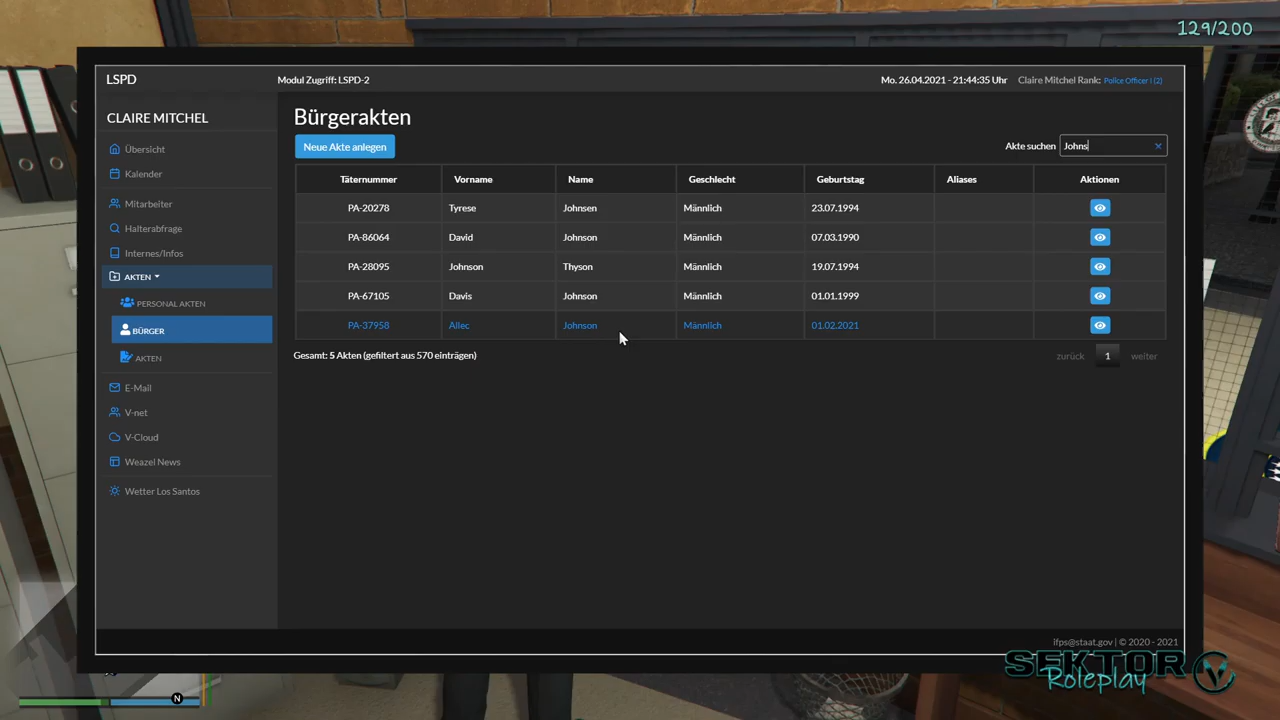 129/200
LSPD
Modul Zugriff: LSPD-2
Mo. 26.04.2021 - 21:44:35 Uhr
Claire Mitchel Rank: Police Officer I (2)
CLAIRE MITCHEL
Übersicht
Kalender
Mitarbeiter
Halterabfrage
Internes/Infos
AKTEN
PERSONAL AKTEN
BÜRGER
AKTEN
E-Mail
V-net
V-Cloud
Weazel News
Wetter Los Santos
Bürgerakten
Neue Akte anlegen
Akte suchen Johns
Täternummer Vorname Name Geschlecht Geburtstag Aliases Aktionen
PA-20278 Tyrese Johnsen Männlich 23.07.1994
PA-86064 David Johnson Männlich 07.03.1990
PA-28095 Johnson Thyson Männlich 19.07.1994
PA-67105 Davis Johnson Männlich 01.01.1999
PA-37958 Allec Johnson Männlich 01.02.2021
Gesamt: 5 Akten (gefiltert aus 570 einträgen)
zurück 1 weiter
ifps@staat.gov | © 2020 - 2021
SEKTOR
Roleplay
N